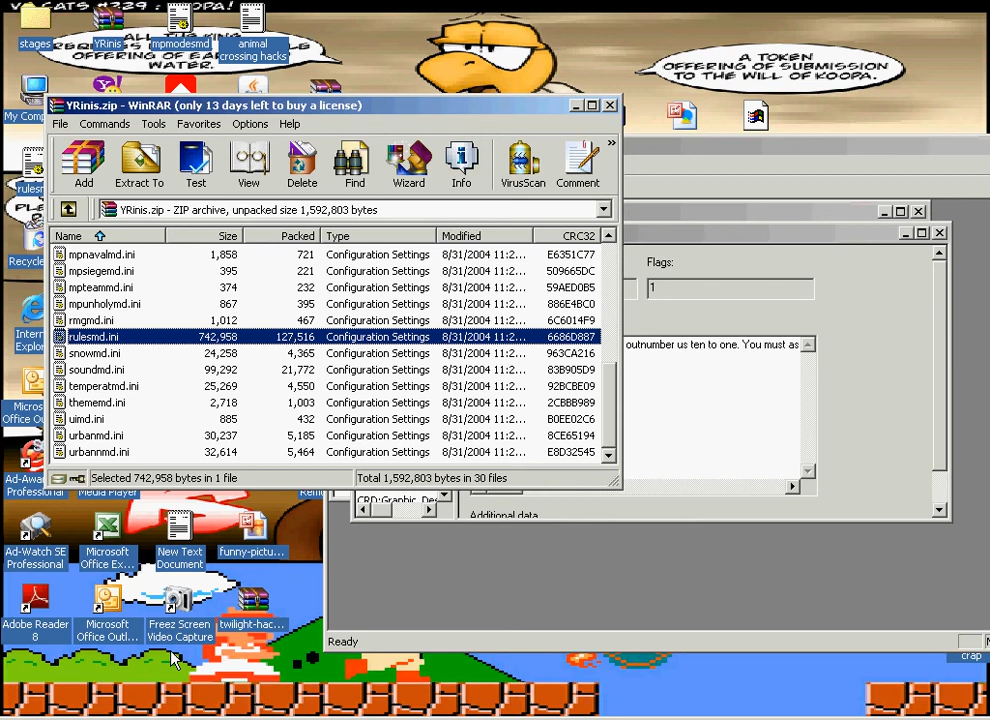 VG CATS #229 : KOOPA!
OFFERING OF
WATER.
A TOKEN
OFFERING OF SUBMISSION
TO THE WILL OF KOOPA.
stages
YRinis
mpmodesmd
animal
crossing hacks
My Comp
YRinis.zip - WinRAR (only 13 days left to buy a license)
File Commands Tools Favorites Options Help
Add Extract To Test View Delete Find Wizard Info VirusScan Comment
YRinis.zip - ZIP archive, unpacked size 1,592,803 bytes
Name Size Packed Type Modified CRC32
mpnavalmd.ini 1,858 721 Configuration Settings 8/31/2004 11:2... E6351C77
mpsiegemd.ini 395 221 Configuration Settings 8/31/2004 11:2... 509665DC
mpteammd.ini 374 232 Configuration Settings 8/31/2004 11:2... 59AED0B5
mpunholymd.ini 867 395 Configuration Settings 8/31/2004 11:2... 886E4BC0
rmgmd.ini 1,012 467 Configuration Settings 8/31/2004 11:2... 6C6014F9
rulesmd.ini 742,958 127,516 Configuration Settings 8/31/2004 11:2... 6686D887
snowmd.ini 24,258 4,365 Configuration Settings 8/31/2004 11:2... 963CA216
soundmd.ini 99,292 21,772 Configuration Settings 8/31/2004 11:2... 83B905D9
temperatmd.ini 25,269 4,550 Configuration Settings 8/31/2004 11:2... 92BCBE09
thememd.ini 2,718 1,003 Configuration Settings 8/31/2004 11:2... 2CBBB989
uimd.ini 885 432 Configuration Settings 8/31/2004 11:2... B0EE02C6
urbanmd.ini 30,237 5,185 Configuration Settings 8/31/2004 11:2... 8CE65194
urbannmd.ini 32,614 5,464 Configuration Settings 8/31/2004 11:2... E8D32545
Selected 742,958 bytes in 1 file
Total 1,592,803 bytes in 30 files
Flags:
1
outnumber us ten to one. You must as
Additional data
Ready
rulesm
Recycle
Intern
Explo
Micros
Office Ou
Ad-Awar
Professional
Media Player
Ad-Watch SE
Professional
Microsoft
Office Ex...
New Text
Document
funny-pictu...
Adobe Reader
8
Microsoft
Office Outl...
Freez Screen
Video Capture
twilight-hac...
crap